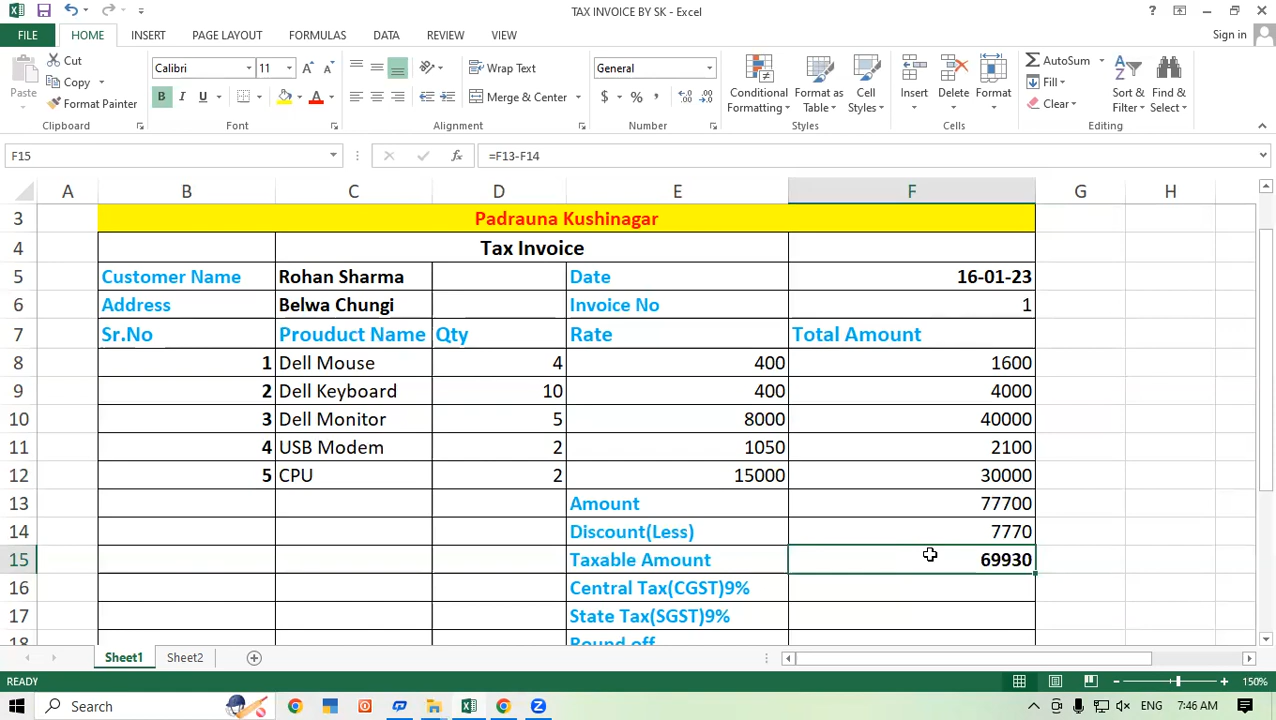 TAX INVOICE BY SK - Excel
FILE HOME INSERT PAGE LAYOUT FORMULAS DATA REVIEW VIEW Sign in
Paste
Cut
Copy
Format Painter
Clipboard
Calibri 11
B I U
Font
Wrap Text
Merge & Center
Alignment
General
$ % ,
Number
Conditional Formatting
Format as Table
Cell Styles
Styles
Insert Delete Format
Cells
AutoSum
Fill
Clear
Sort & Filter
Find & Select
Editing
F15 fx =F13-F14
A B C D E F G H
3 Padrauna Kushinagar
4 Tax Invoice
5 Customer Name Rohan Sharma Date 16-01-23
6 Address Belwa Chungi Invoice No 1
7 Sr.No Prouduct Name Qty Rate Total Amount
8 1 Dell Mouse 4 400 1600
9 2 Dell Keyboard 10 400 4000
10 3 Dell Monitor 5 8000 40000
11 4 USB Modem 2 1050 2100
12 5 CPU 2 15000 30000
13 Amount 77700
14 Discount(Less) 7770
15 Taxable Amount 69930
16 Central Tax(CGST)9%
17 State Tax(SGST)9%
18 Round off
Sheet1 Sheet2
READY 150%
Search ENG 7:46 AM